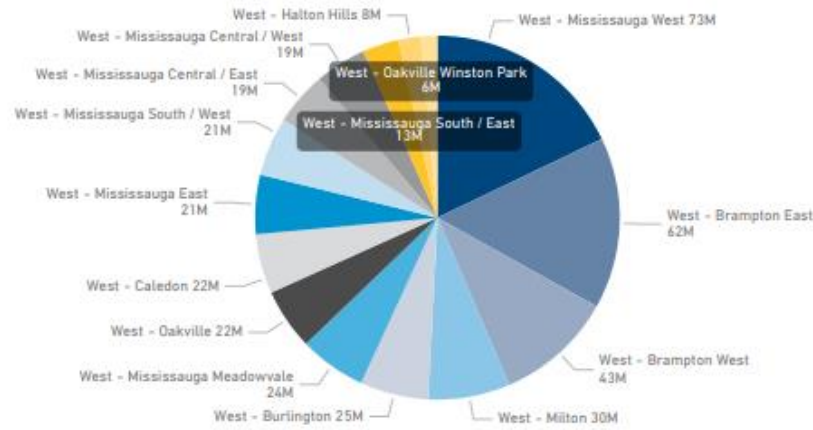 West - Halton Hills 8M
West - Mississauga West 73M
West - Mississauga Central / West
19M
West - Oakville Winston Park
6M
West - Mississauga Central / East
19M
West - Mississauga South / West
21M
West - Mississauga South / East
13M
West - Mississauga East
21M
West - Brampton East
62M
West - Caledon 22M
West - Oakville 22M
West - Brampton West
43M
West - Mississauga Meadowvale
24M
West - Burlington 25M
West - Milton 30M